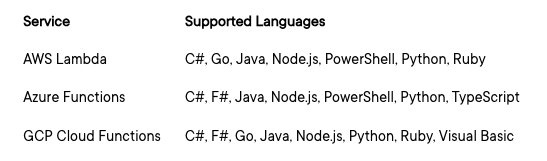 Service Supported Languages
AWS Lambda C#, Go, Java, Node.js, PowerShell, Python, Ruby
Azure Functions C#, F#, Java, Node.js, PowerShell, Python, TypeScript
GCP Cloud Functions C#, F#, Go, Java, Node.js, Python, Ruby, Visual Basic